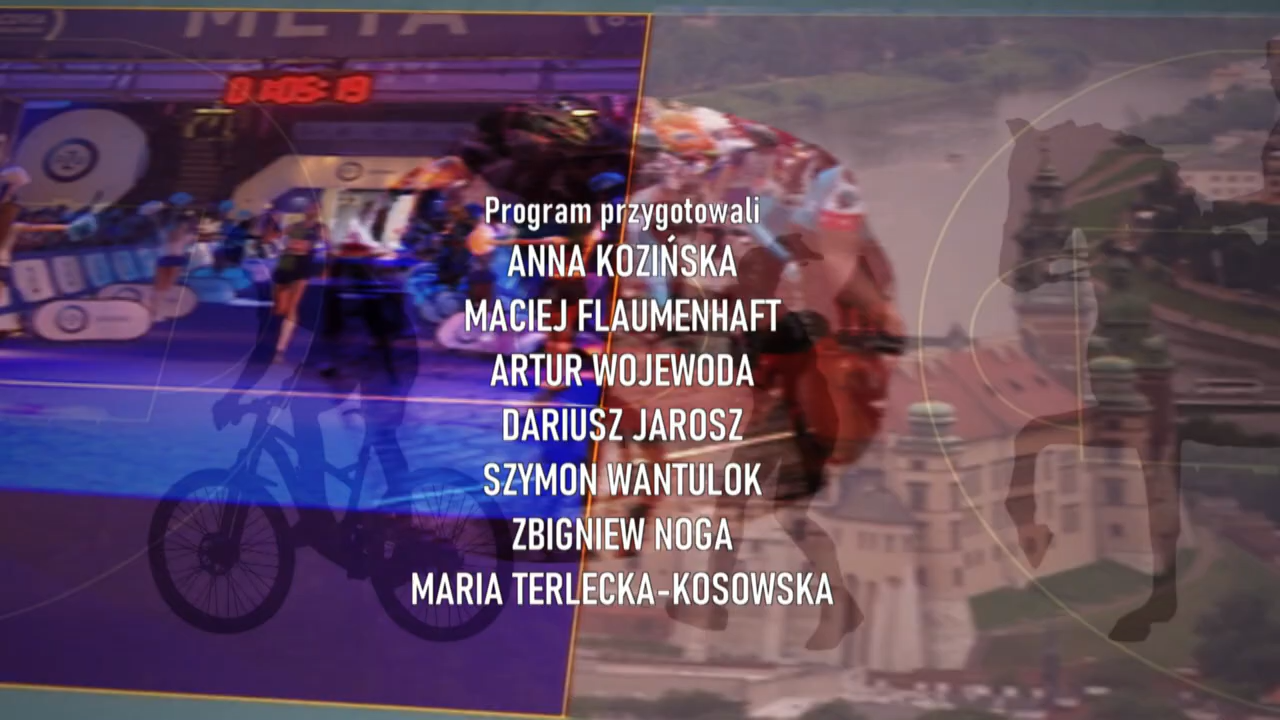 META
01:05:19
Program przygotowali
ANNA KOZIŃSKA
MACIEJ FLAUMENHAFT
ARTUR WOJEWODA
DARIUSZ JAROSZ
SZYMON WANTULOK
ZBIGNIEW NOGA
MARIA TERLECKA-KOSOWSKA